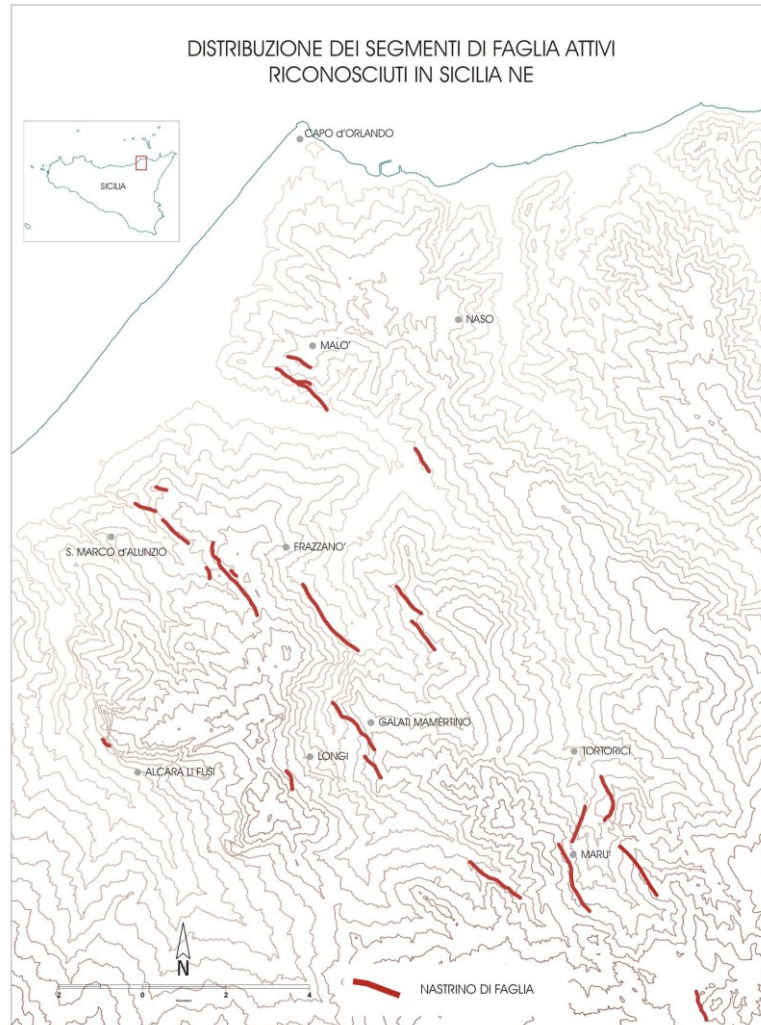 DISTRIBUZIONE DEI SEGMENTI DI FAGLIA ATTIVI
RICONOSCIUTI IN SICILIA NE
CAPO d'ORLANDO
SICILIA
NASO
MALO'
S. MARCO d'ALUNZIO
FRAZZANO'
GALATI MAMERTINO
LONGI
TORTORICI
ALCARA LI FUSI
MARU'
N
2 0 2 4
NASTRINO DI FAGLIA